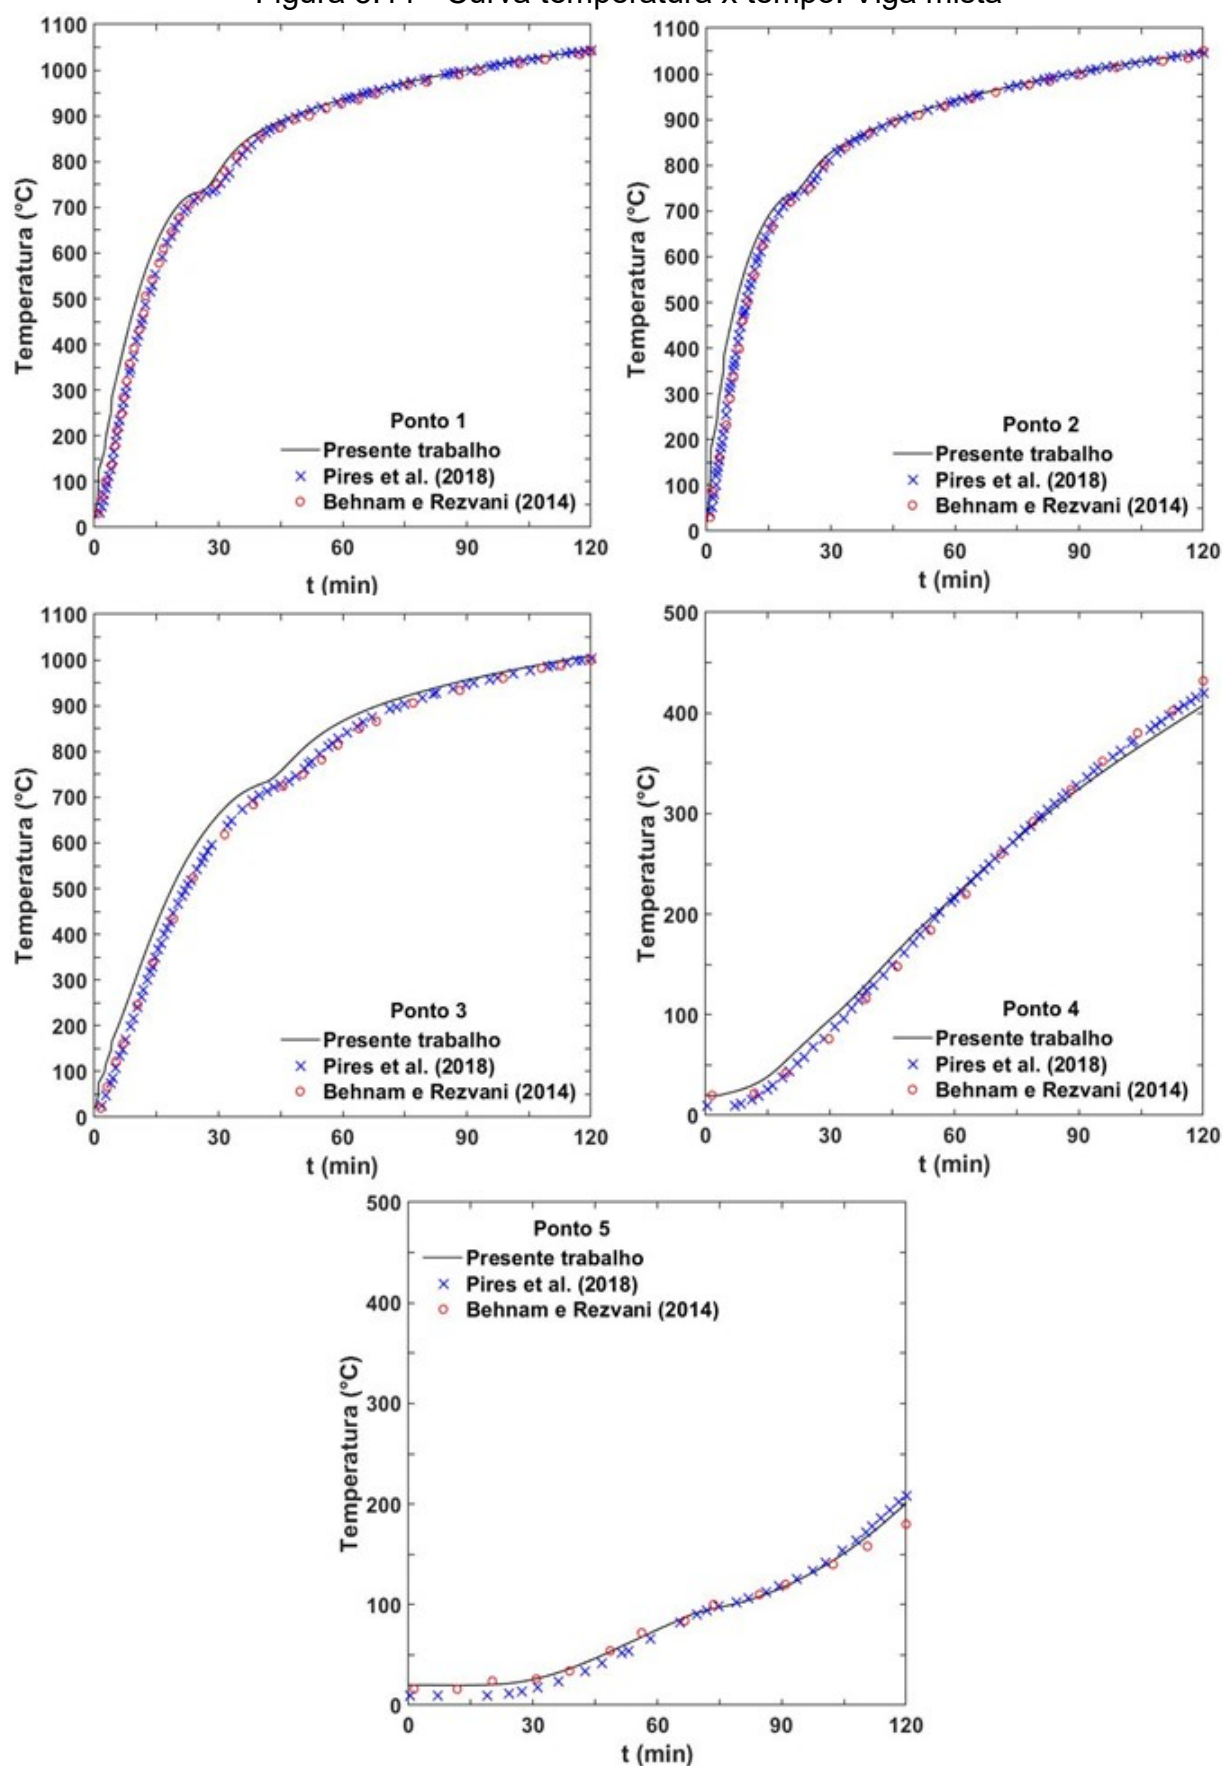 Figura - Curva temperatura x tempo: Viga mista
1100
1000
900
800
700
600
500
400
300
200
100
0
Temperatura (°C)
Ponto 1
Presente trabalho
Pires et al. (2018)
Behnam e Rezvani (2014)
0 30 60 90 120
t (min)
1100
1000
900
800
700
600
500
400
300
200
100
0
Temperatura (°C)
Ponto 2
Presente trabalho
Pires et al. (2018)
Behnam e Rezvani (2014)
0 30 60 90 120
t (min)
1100
1000
900
800
700
600
500
400
300
200
100
0
Temperatura (°C)
Ponto 3
Presente trabalho
Pires et al. (2018)
Behnam e Rezvani (2014)
0 30 60 90 120
t (min)
500
400
300
200
100
0
Temperatura (°C)
Ponto 4
Presente trabalho
Pires et al. (2018)
Behnam e Rezvani (2014)
0 30 60 90 120
t (min)
500
400
300
200
100
0
Temperatura (°C)
Ponto 5
Presente trabalho
Pires et al. (2018)
Behnam e Rezvani (2014)
0 30 60 90 120
t (min)